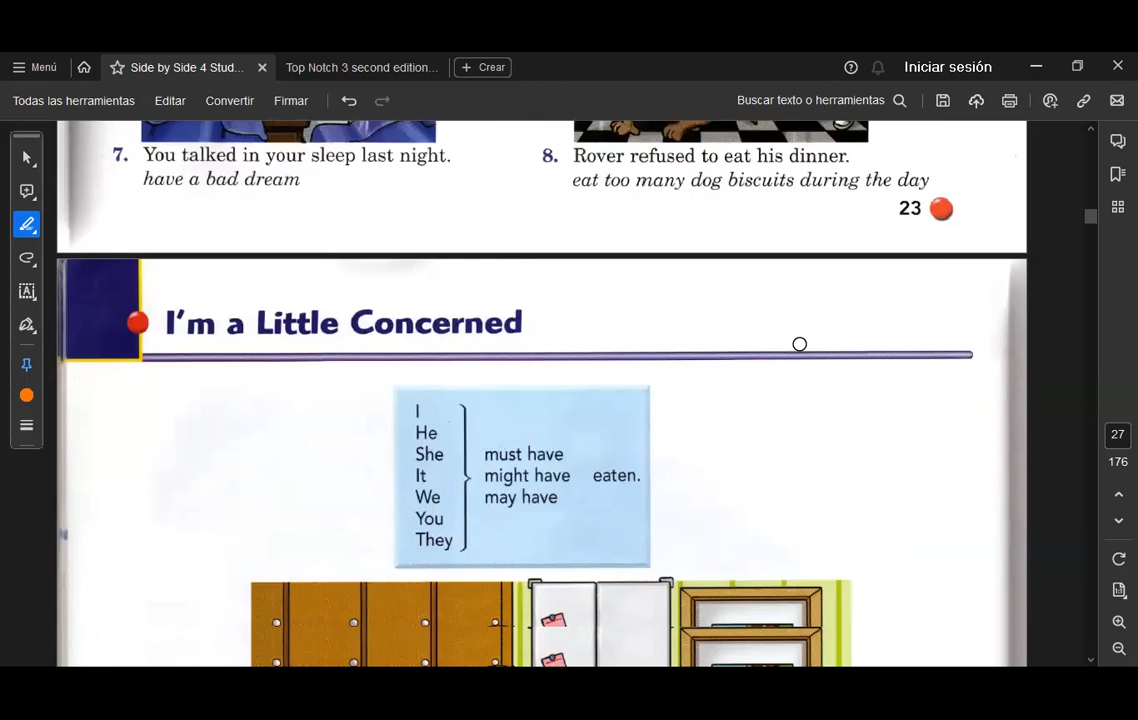 Menú
Side by Side 4 Stud...
Top Notch 3 second edition...
Crear
Iniciar sesión
Todas las herramientas
Editar
Convertir
Firmar
Buscar texto o herramientas
7. You talked in your sleep last night.
have a bad dream
8. Rover refused to eat his dinner.
eat too many dog biscuits during the day
23
I'm a Little Concerned
I
He
She
It
We
You
They
must have
might have
may have
eaten.
27
176